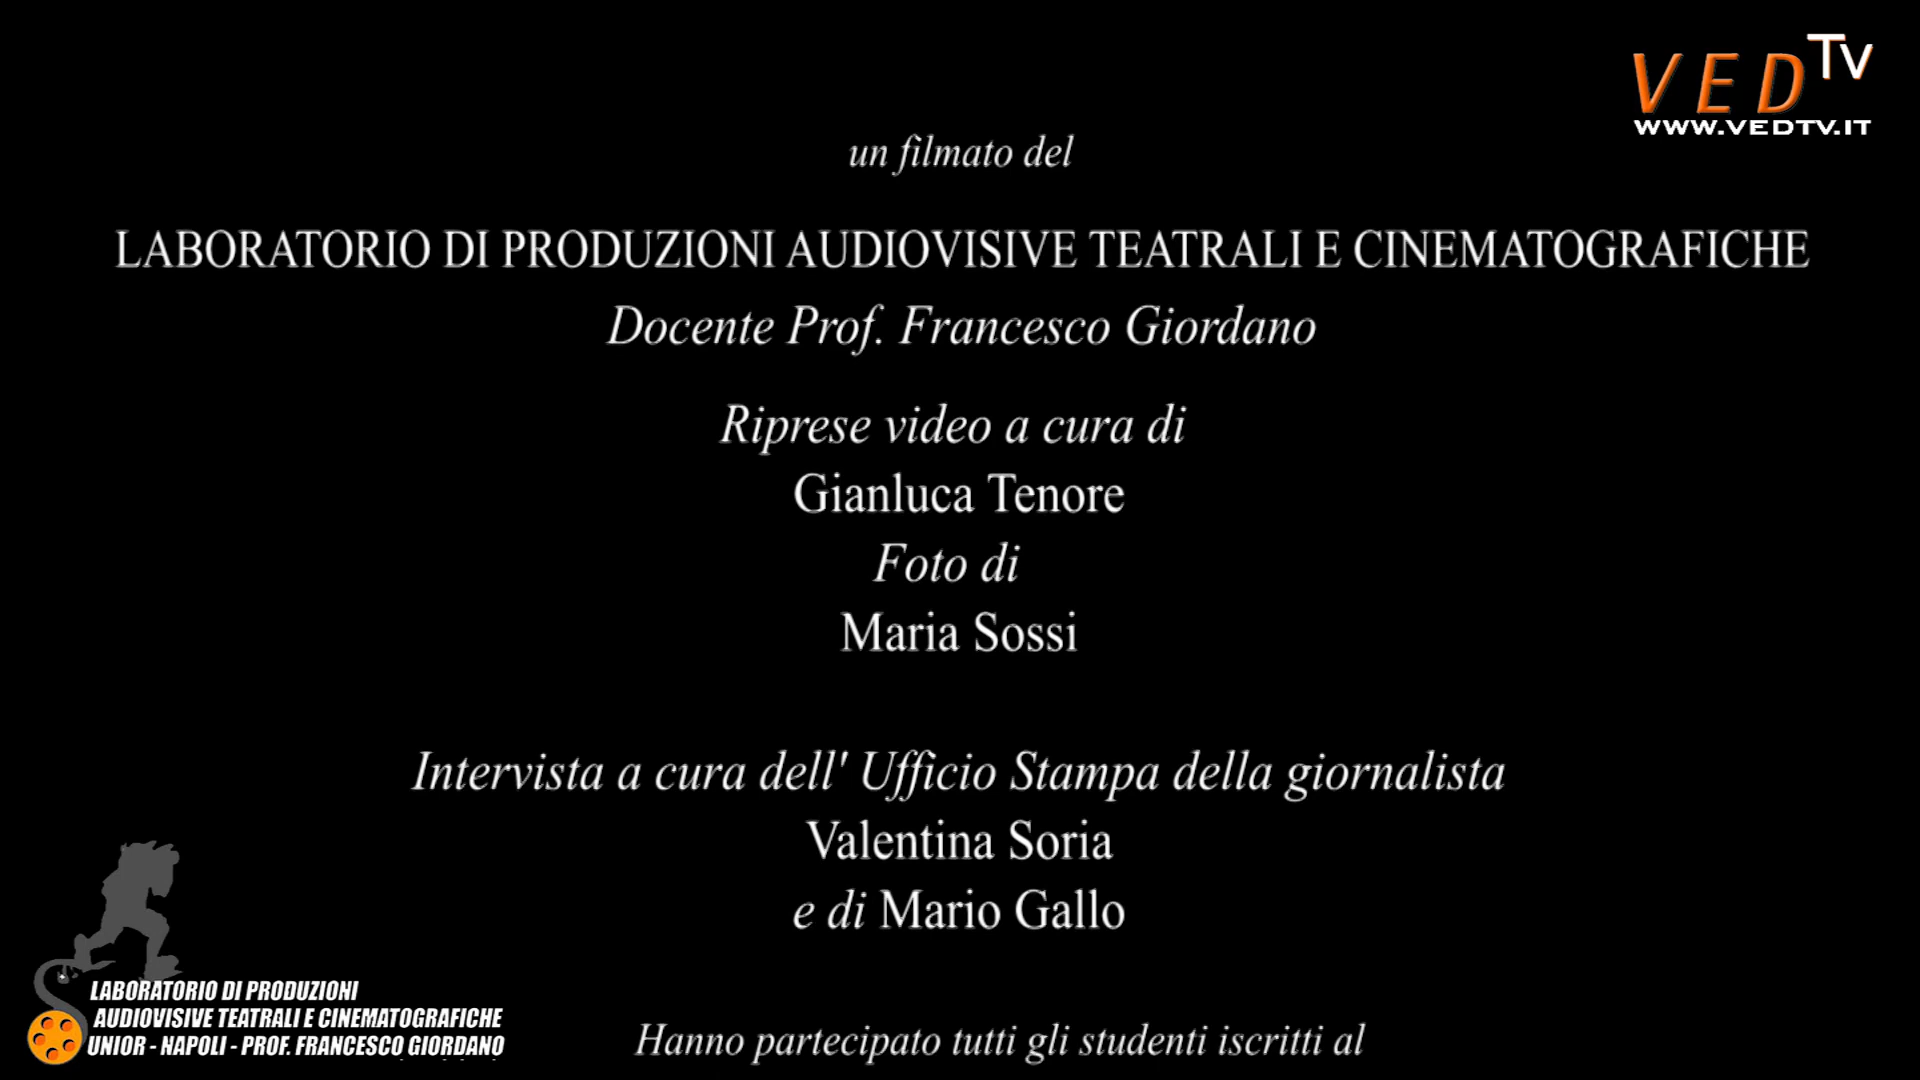 VED TV
WWW.VEDTV.IT
un filmato del
LABORATORIO DI PRODUZIONI AUDIOVISIVE TEATRALI E CINEMATOGRAFICHE
Docente Prof. Francesco Giordano
Riprese video a cura di
Gianluca Tenore
Foto di
Maria Sossi
Intervista a cura dell' Ufficio Stampa della giornalista
Valentina Soria
e di Mario Gallo
LABORATORIO DI PRODUZIONI
AUDIOVISIVE TEATRALI E CINEMATOGRAFICHE
UNIOR - NAPOLI - PROF. FRANCESCO GIORDANO
Hanno partecipato tutti gli studenti iscritti al